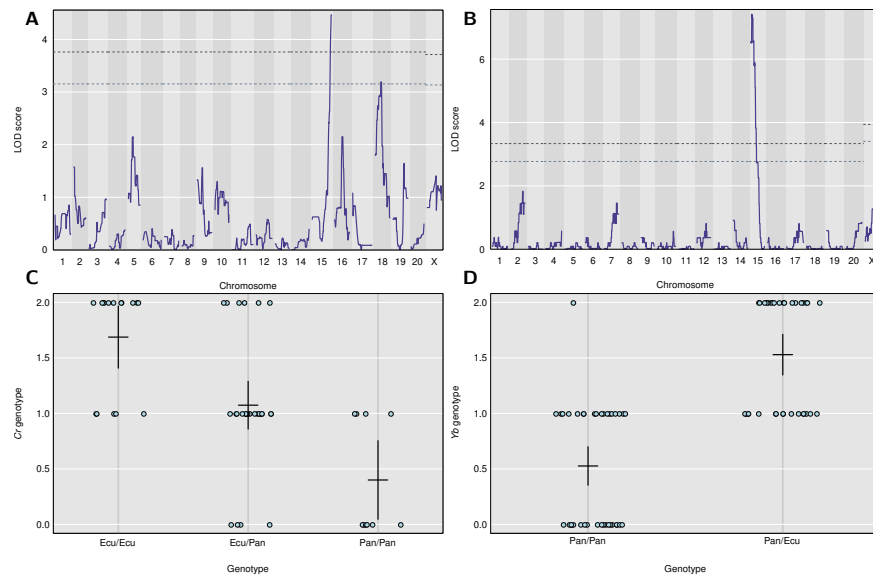 A
B
LOD score
4
3
2
1
0
1 2 3 4 5 6 7 8 9 10 11 12 13 14 15 16 17 18 19 20 X
Chromosome
LOD score
6
4
2
0
1 2 3 4 5 6 7 8 9 10 11 12 13 14 15 16 17 18 19 20 X
Chromosome
C
D
Cr genotype
2.0
1.5
1.0
0.5
0.0
Ecu/Ecu Ecu/Pan Pan/Pan
Genotype
Yb genotype
2.0
1.5
1.0
0.5
0.0
Pan/Pan Pan/Ecu
Genotype